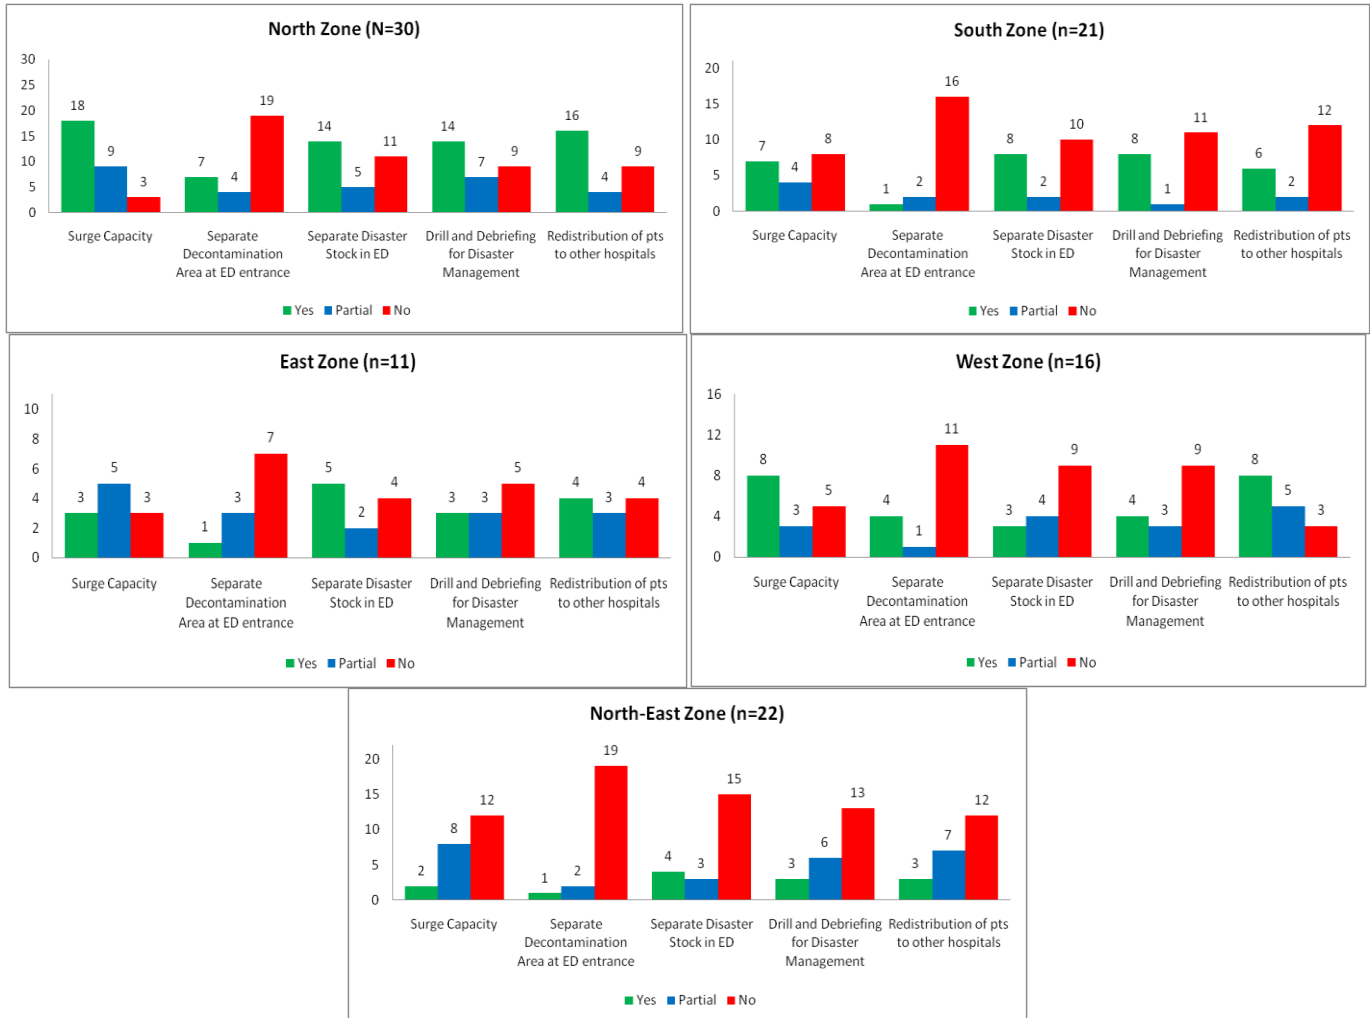 North Zone (N=30)
30
25
20
15
10
5
0
18
9
3
7
4
19
14
5
11
14
7
9
16
4
9
Surge Capacity
Separate
Decontamination
Area at ED entrance
Separate Disaster
Stock in ED
Drill and Debriefing
for Disaster
Management
Redistribution of pts
to other hospitals
Yes Partial No
South Zone (n=21)
20
15
10
5
0
7
4
8
1
2
16
8
2
10
8
1
11
6
2
12
Surge Capacity
Separate
Decontamination
Area at ED entrance
Separate Disaster
Stock in ED
Drill and Debriefing
for Disaster
Management
Redistribution of pts
to other hospitals
Yes Partial No
East Zone (n=11)
10
8
6
4
2
0
3
5
3
1
3
7
5
2
4
3
3
5
4
3
4
Surge Capacity
Separate
Decontamination
Area at ED entrance
Separate Disaster
Stock in ED
Drill and Debriefing
for Disaster
Management
Redistribution of pts
to other hospitals
Yes Partial No
West Zone (n=16)
16
12
8
4
0
8
3
5
4
1
11
3
4
9
4
3
9
8
5
3
Surge Capacity
Separate
Decontamination
Area at ED entrance
Separate Disaster
Stock in ED
Drill and Debriefing
for Disaster
Management
Redistribution of pts
to other hospitals
Yes Partial No
North-East Zone (n=22)
20
15
10
5
0
2
8
12
1
2
19
4
3
15
3
6
13
3
7
12
Surge Capacity
Separate
Decontamination
Area at ED entrance
Separate Disaster
Stock in ED
Drill and Debriefing
for Disaster
Management
Redistribution of pts
to other hospitals
Yes Partial No